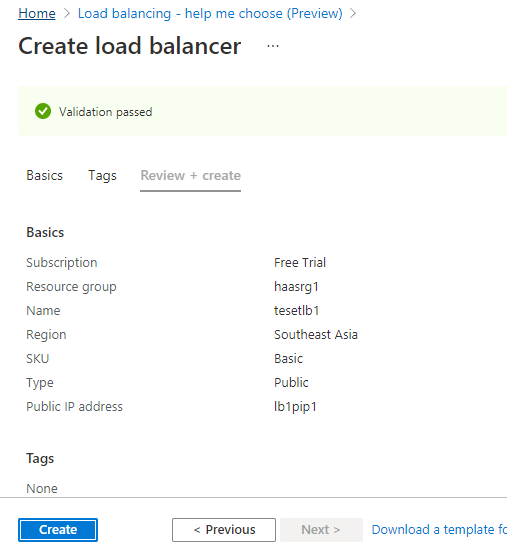 Home > Load balancing - help me choose (Preview) >
Create load balancer ...
Validation passed
Basics Tags Review + create
Basics
Subscription Free Trial
Resource group haasrg1
Name tesetlb1
Region Southeast Asia
SKU Basic
Type Public
Public IP address lb1pip1
Tags
None
Create < Previous Next > Download a template fo